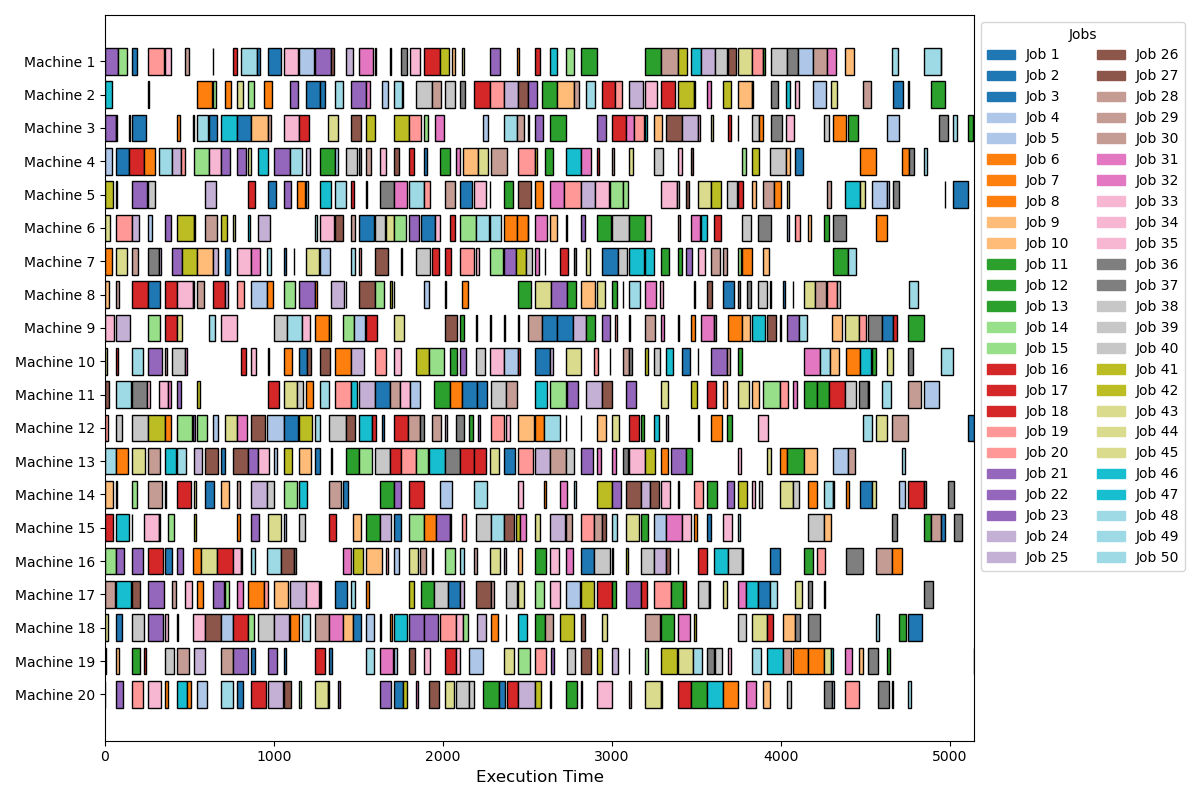 Machine 1
Machine 2
Machine 3
Machine 4
Machine 5
Machine 6
Machine 7
Machine 8
Machine 9
Machine 10
Machine 11
Machine 12
Machine 13
Machine 14
Machine 15
Machine 16
Machine 17
Machine 18
Machine 19
Machine 20
0 1000 2000 3000 4000 5000
Execution Time
Jobs
Job 1
Job 2
Job 3
Job 4
Job 5
Job 6
Job 7
Job 8
Job 9
Job 10
Job 11
Job 12
Job 13
Job 14
Job 15
Job 16
Job 17
Job 18
Job 19
Job 20
Job 21
Job 22
Job 23
Job 24
Job 25
Job 26
Job 27
Job 28
Job 29
Job 30
Job 31
Job 32
Job 33
Job 34
Job 35
Job 36
Job 37
Job 38
Job 39
Job 40
Job 41
Job 42
Job 43
Job 44
Job 45
Job 46
Job 47
Job 48
Job 49
Job 50